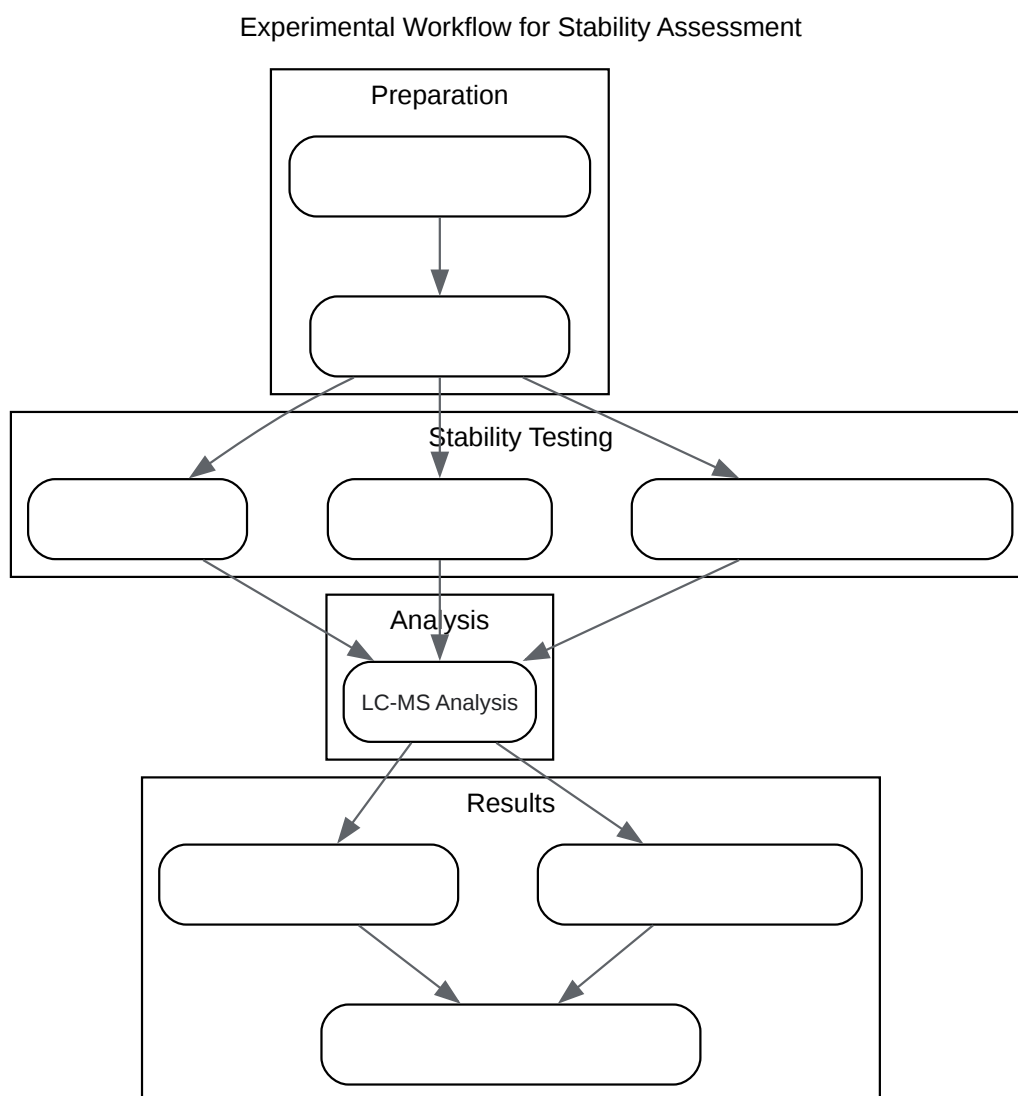 Experimental Workflow for Stability Assessment
Preparation
Stability Testing
Analysis
LC-MS Analysis
Results